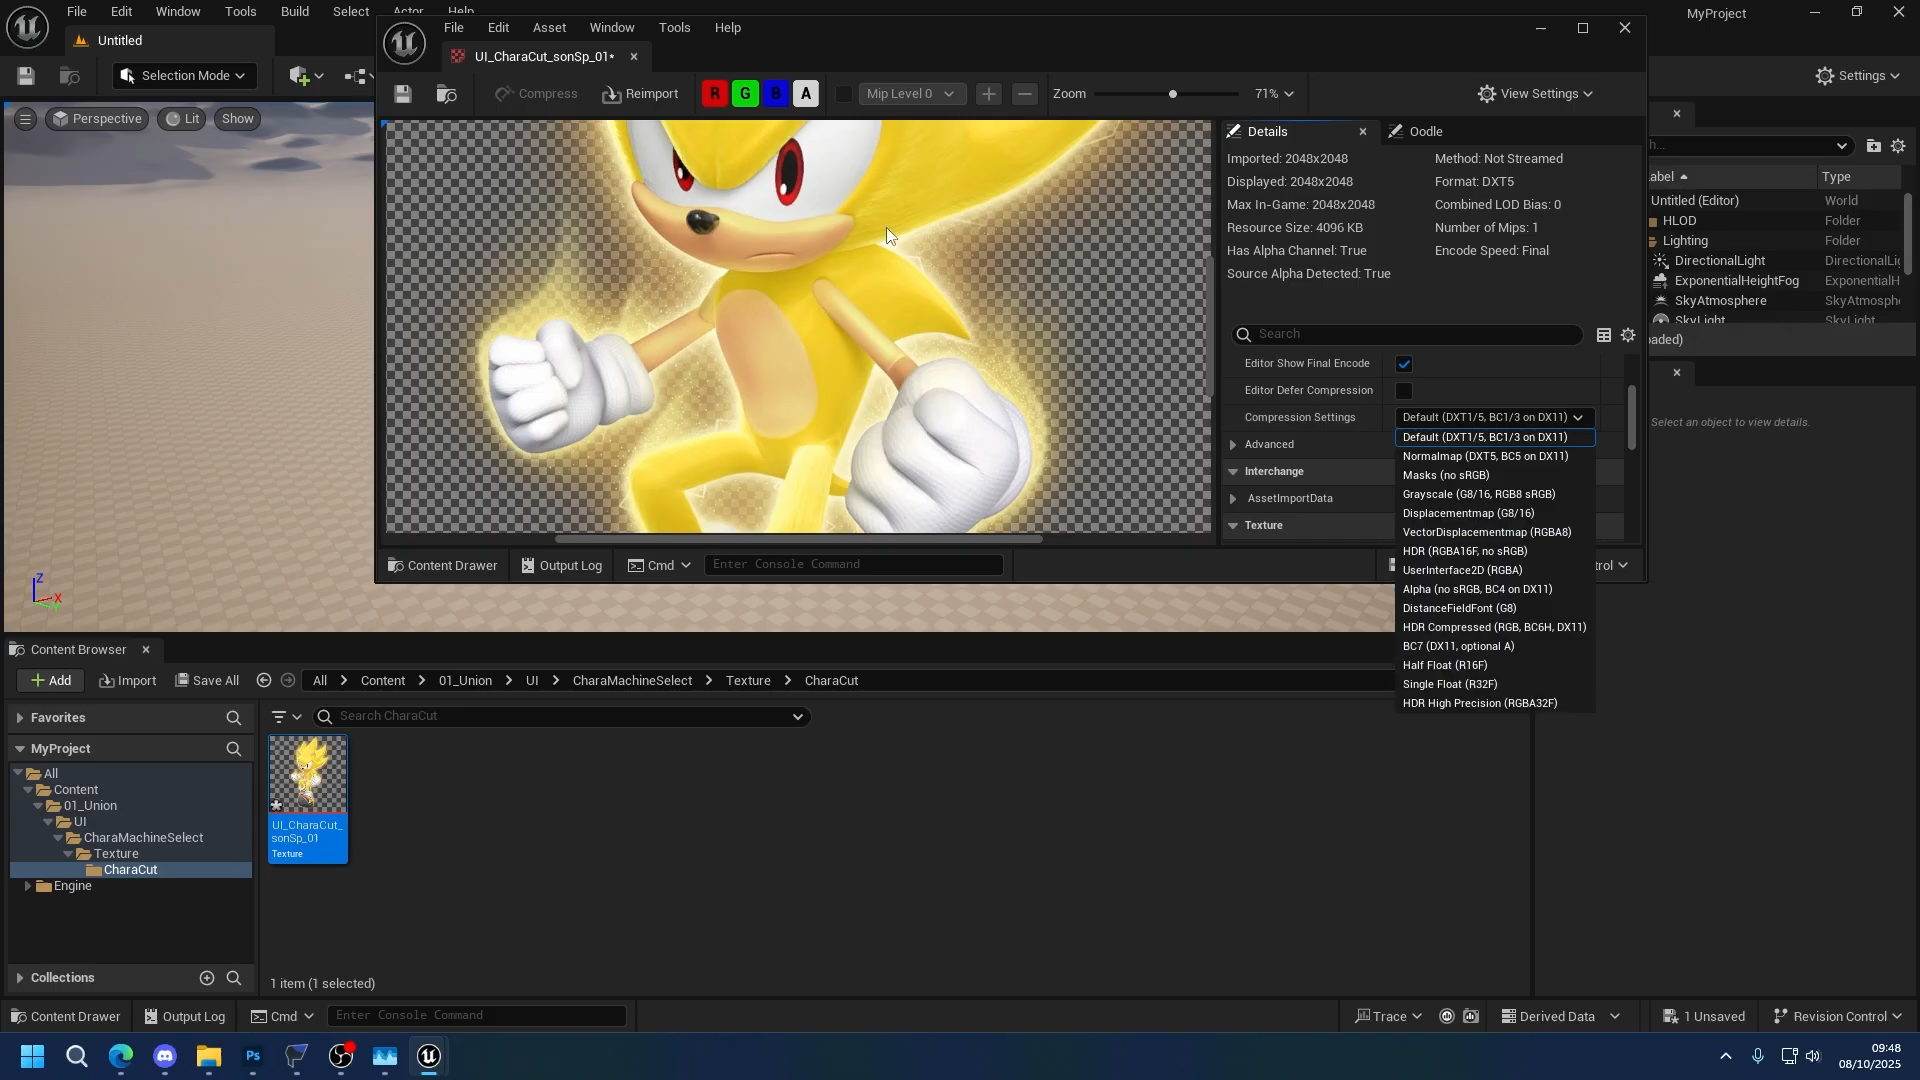 File Edit Window Tools Build Select Actor Help
MyProject
Untitled
Selection Mode
Settings
Perspective
Lit
Show
File Edit Asset Window Tools Help
UI_CharaCut_sonSp_01*
Compress
Reimport
R G B A
Mip Level 0
Zoom
71%
View Settings
Details
Oodle
Imported: 2048x2048
Method: Not Streamed
Displayed: 2048x2048
Format: DXT5
Max In-Game: 2048x2048
Combined LOD Bias: 0
Resource Size: 4096 KB
Number of Mips: 1
Has Alpha Channel: True
Encode Speed: Final
Source Alpha Detected: True
Search
Editor Show Final Encode
Editor Defer Compression
Compression Settings
Default (DXT1/5, BC1/3 on DX11)
Advanced
Interchange
AssetImportData
Texture
Default (DXT1/5, BC1/3 on DX11)
Normalmap (DXT5, BC5 on DX11)
Masks (no sRGB)
Grayscale (G8/16, RGB8 sRGB)
Displacementmap (G8/16)
VectorDisplacementmap (RGBA8)
HDR (RGBA16F, no sRGB)
UserInterface2D (RGBA)
Alpha (no sRGB, BC4 on DX11)
DistanceFieldFont (G8)
HDR Compressed (RGB, BC6H, DX11)
BC7 (DX11, optional A)
Half Float (R16F)
Single Float (R32F)
HDR High Precision (RGBA32F)
Content Drawer
Output Log
Cmd
Enter Console Command
trol
h...
abel
Type
Untitled (Editor)
World
HLOD
Folder
Lighting
Folder
DirectionalLight
DirectionalLig
ExponentialHeightFog
ExponentialH
SkyAtmosphere
SkyAtmosph
SkyLight
SkyLight
oaded)
Select an object to view details.
Z
X
Y
Content Browser
Add
Import
Save All
All > Content > 01_Union > UI > CharaMachineSelect > Texture > CharaCut
Favorites
Search CharaCut
MyProject
All
Content
01_Union
UI
CharaMachineSelect
Texture
CharaCut
Engine
UI_CharaCut_
sonSp_01
Texture
Collections
1 item (1 selected)
Content Drawer
Output Log
Cmd
Enter Console Command
Trace
Derived Data
1 Unsaved
Revision Control
Ps
09:48
08/10/2025